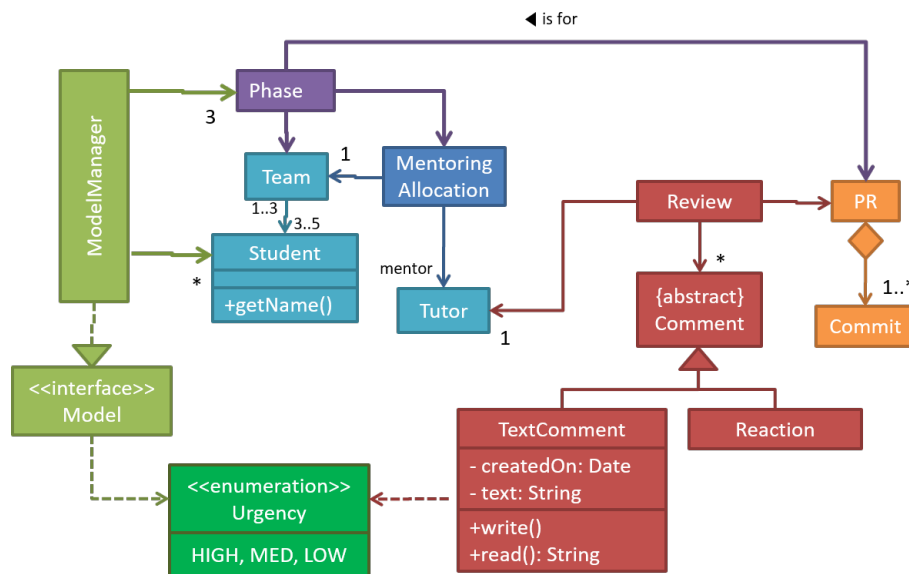 ◀ is for
ModelManager
3
Phase
1
Team
Mentoring
Allocation
Review
PR
1..3
3..5
Student
+getName()
*
mentor
Tutor
1
*
{abstract}
Comment
1..*
Commit
<<interface>>
Model
TextComment
- createdOn: Date
- text: String
+write()
+read(): String
Reaction
<<enumeration>>
Urgency
HIGH, MED, LOW